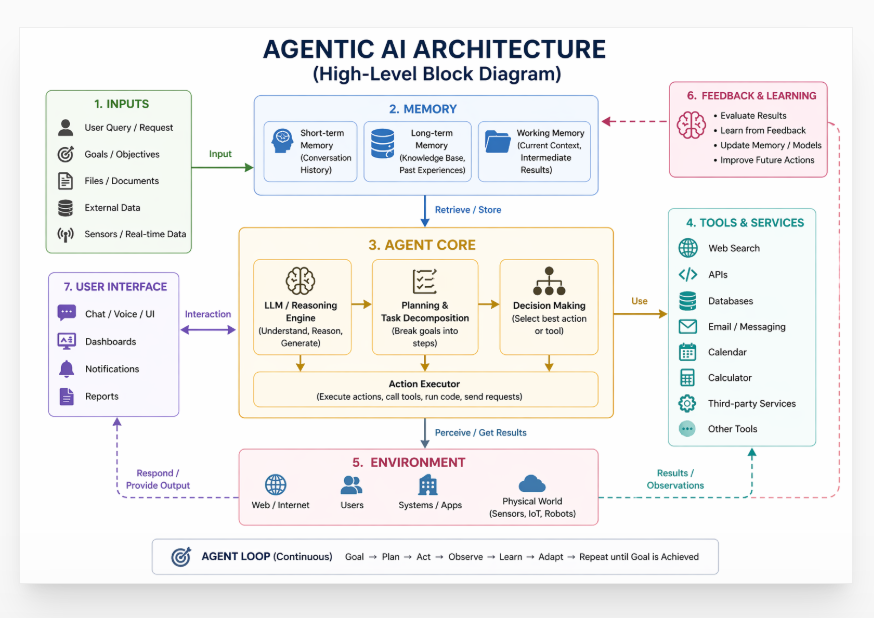 AGENTIC AI ARCHITECTURE
(High-Level Block Diagram)
1. INPUTS
User Query / Request
Goals / Objectives
Files / Documents
External Data
Sensors / Real-time Data
Input
2. MEMORY
Short-term
Memory
(Conversation
History)
Long-term
Memory
(Knowledge Base,
Past Experiences)
Working Memory
(Current Context,
Intermediate
Results)
6. FEEDBACK & LEARNING
• Evaluate Results
• Learn from Feedback
• Update Memory / Models
• Improve Future Actions
Retrieve / Store
3. AGENT CORE
LLM / Reasoning
Engine
(Understand, Reason,
Generate)
Planning &
Task Decomposition
(Break goals into
steps)
Decision Making
(Select best action
or tool)
Action Executor
(Execute actions, call tools, run code, send requests)
Use
4. TOOLS & SERVICES
Web Search
APIs
Databases
Email / Messaging
Calendar
Calculator
Third-party Services
Other Tools
7. USER INTERFACE
Chat / Voice / UI
Dashboards
Notifications
Reports
Interaction
Perceive / Get Results
5. ENVIRONMENT
Web / Internet
Users
Systems / Apps
Physical World
(Sensors, IoT, Robots)
Respond /
Provide Output
Results /
Observations
AGENT LOOP (Continuous) Goal → Plan → Act → Observe → Learn → Adapt → Repeat until Goal is Achieved